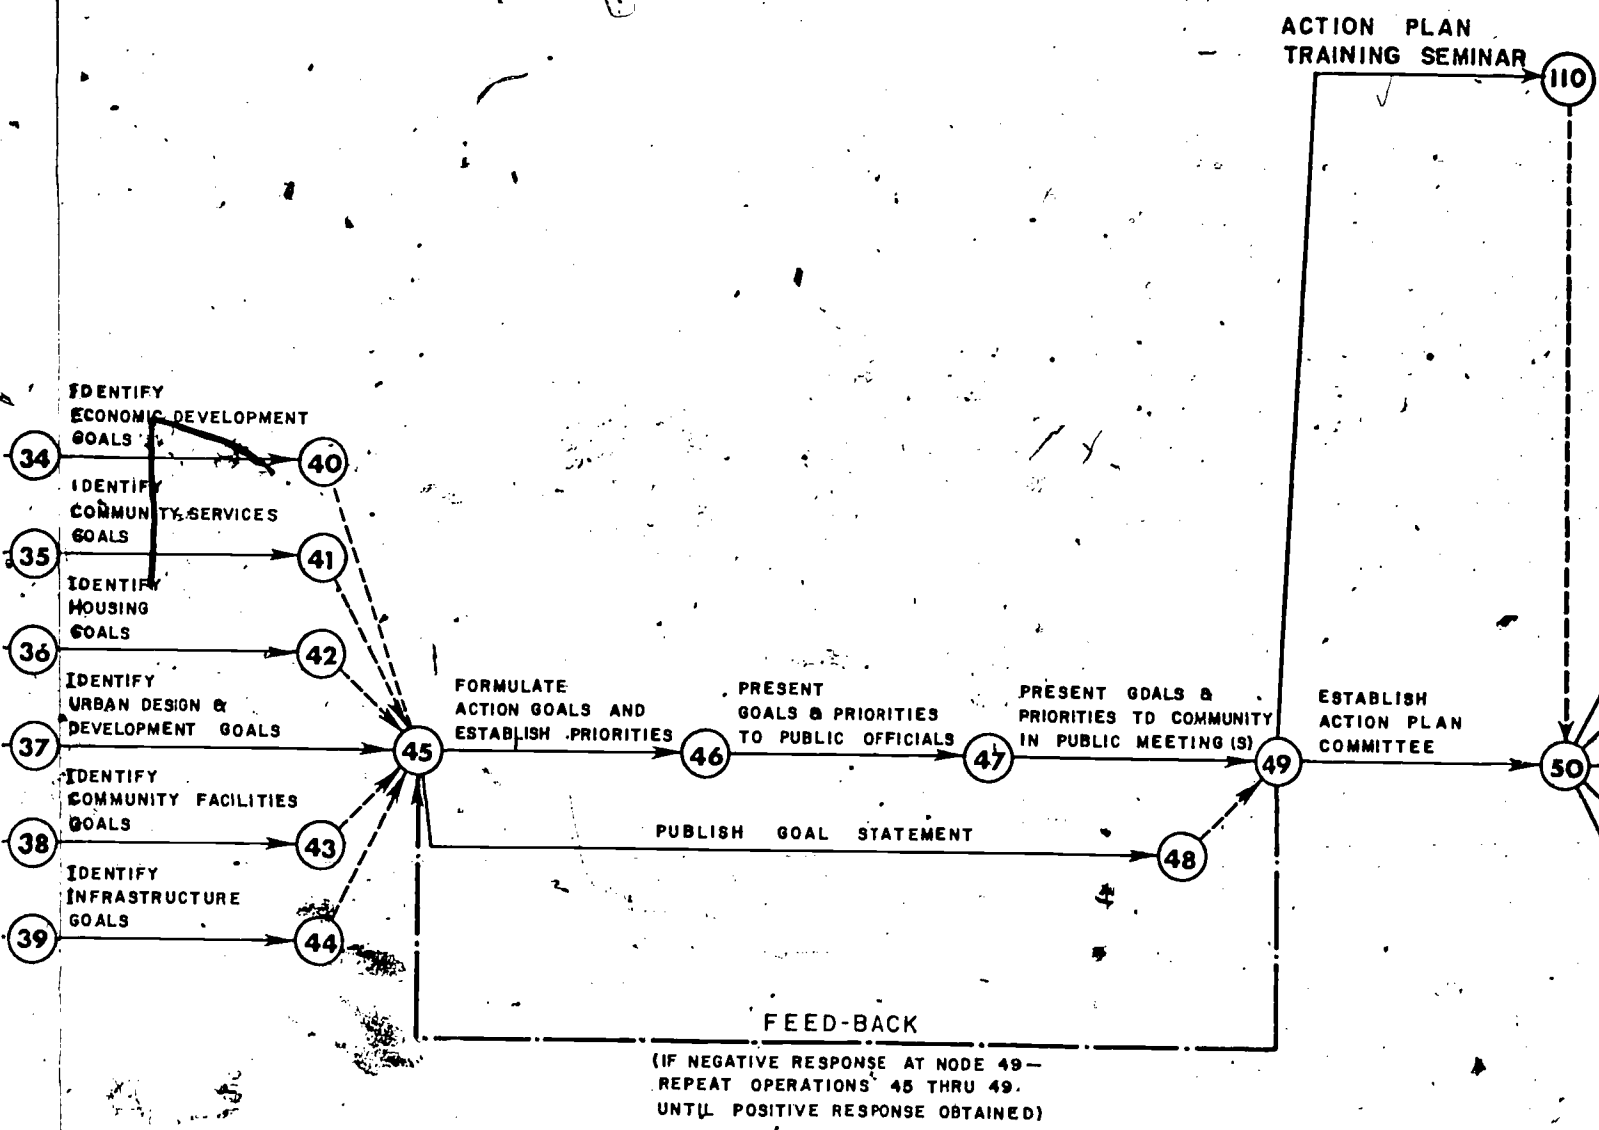 ACTION PLAN
TRAINING SEMINAR
110
IDENTIFY
ECONOMIC DEVELOPMENT
GOALS
34
40
IDENTIFY
COMMUNITY SERVICES
GOALS
35
41
IDENTIFY
HOUSING
GOALS
36
42
IDENTIFY
URBAN DESIGN &
DEVELOPMENT GOALS
37
45
FORMULATE
ACTION GOALS AND
ESTABLISH PRIORITIES
46
PRESENT
GOALS & PRIORITIES
TO PUBLIC OFFICIALS
47
PRESENT GOALS &
PRIORITIES TO COMMUNITY
IN PUBLIC MEETING (S)
49
ESTABLISH
ACTION PLAN
COMMITTEE
50
IDENTIFY
COMMUNITY FACILITIES
GOALS
38
43
PUBLISH GOAL STATEMENT
48
IDENTIFY
INFRASTRUCTURE
GOALS
39
44
FEED-BACK
(IF NEGATIVE RESPONSE AT NODE 49—
REPEAT OPERATIONS 45 THRU 49.
UNTIL POSITIVE RESPONSE OBTAINED)